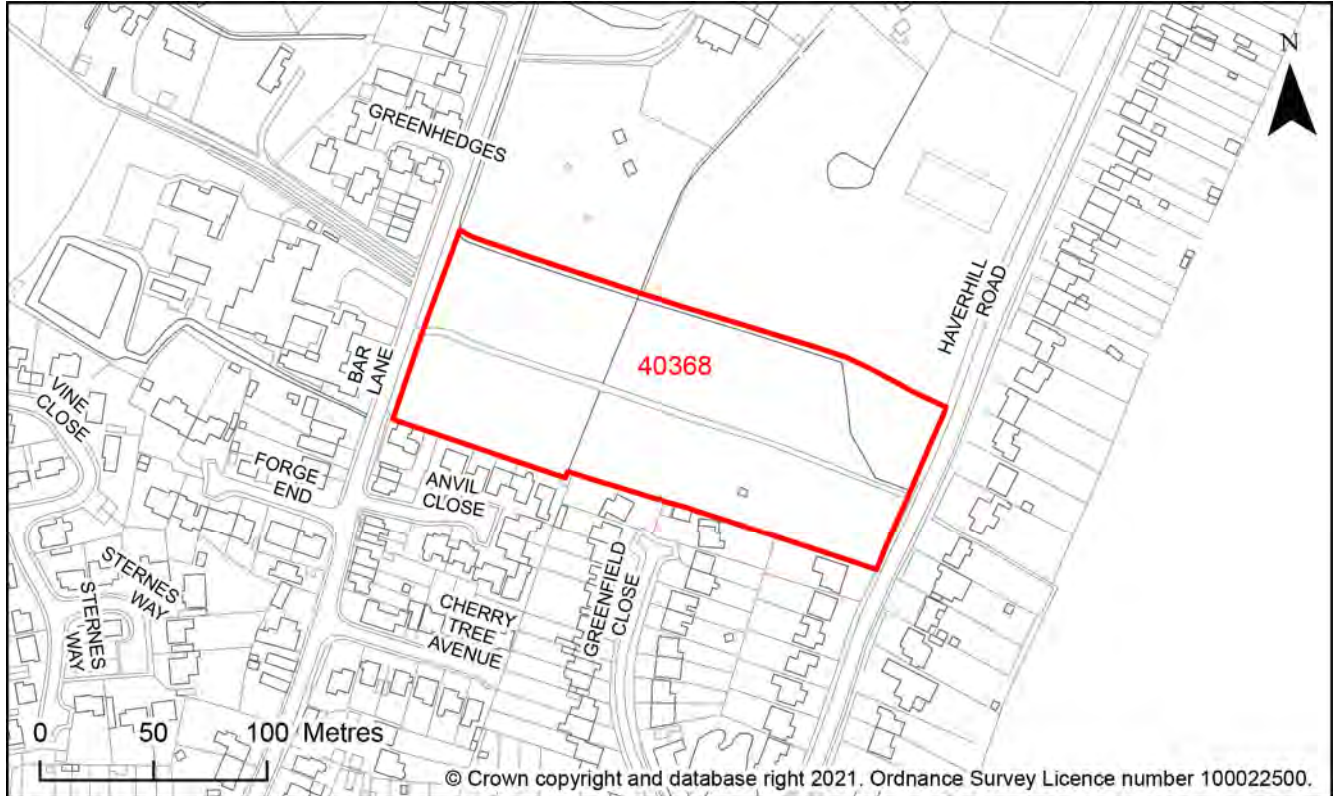 N
GREENHEDGES
HAVERHILL
ROAD
40368
BAR
LANE
VINE
CLOSE
FORGE
END
ANVIL
CLOSE
STERNES
WAY
STERNES
WAY
CHERRY
TREE
AVENUE
GREENFIELD
CLOSE
0 50 100 Metres
© Crown copyright and database right 2021. Ordnance Survey Licence number 100022500.